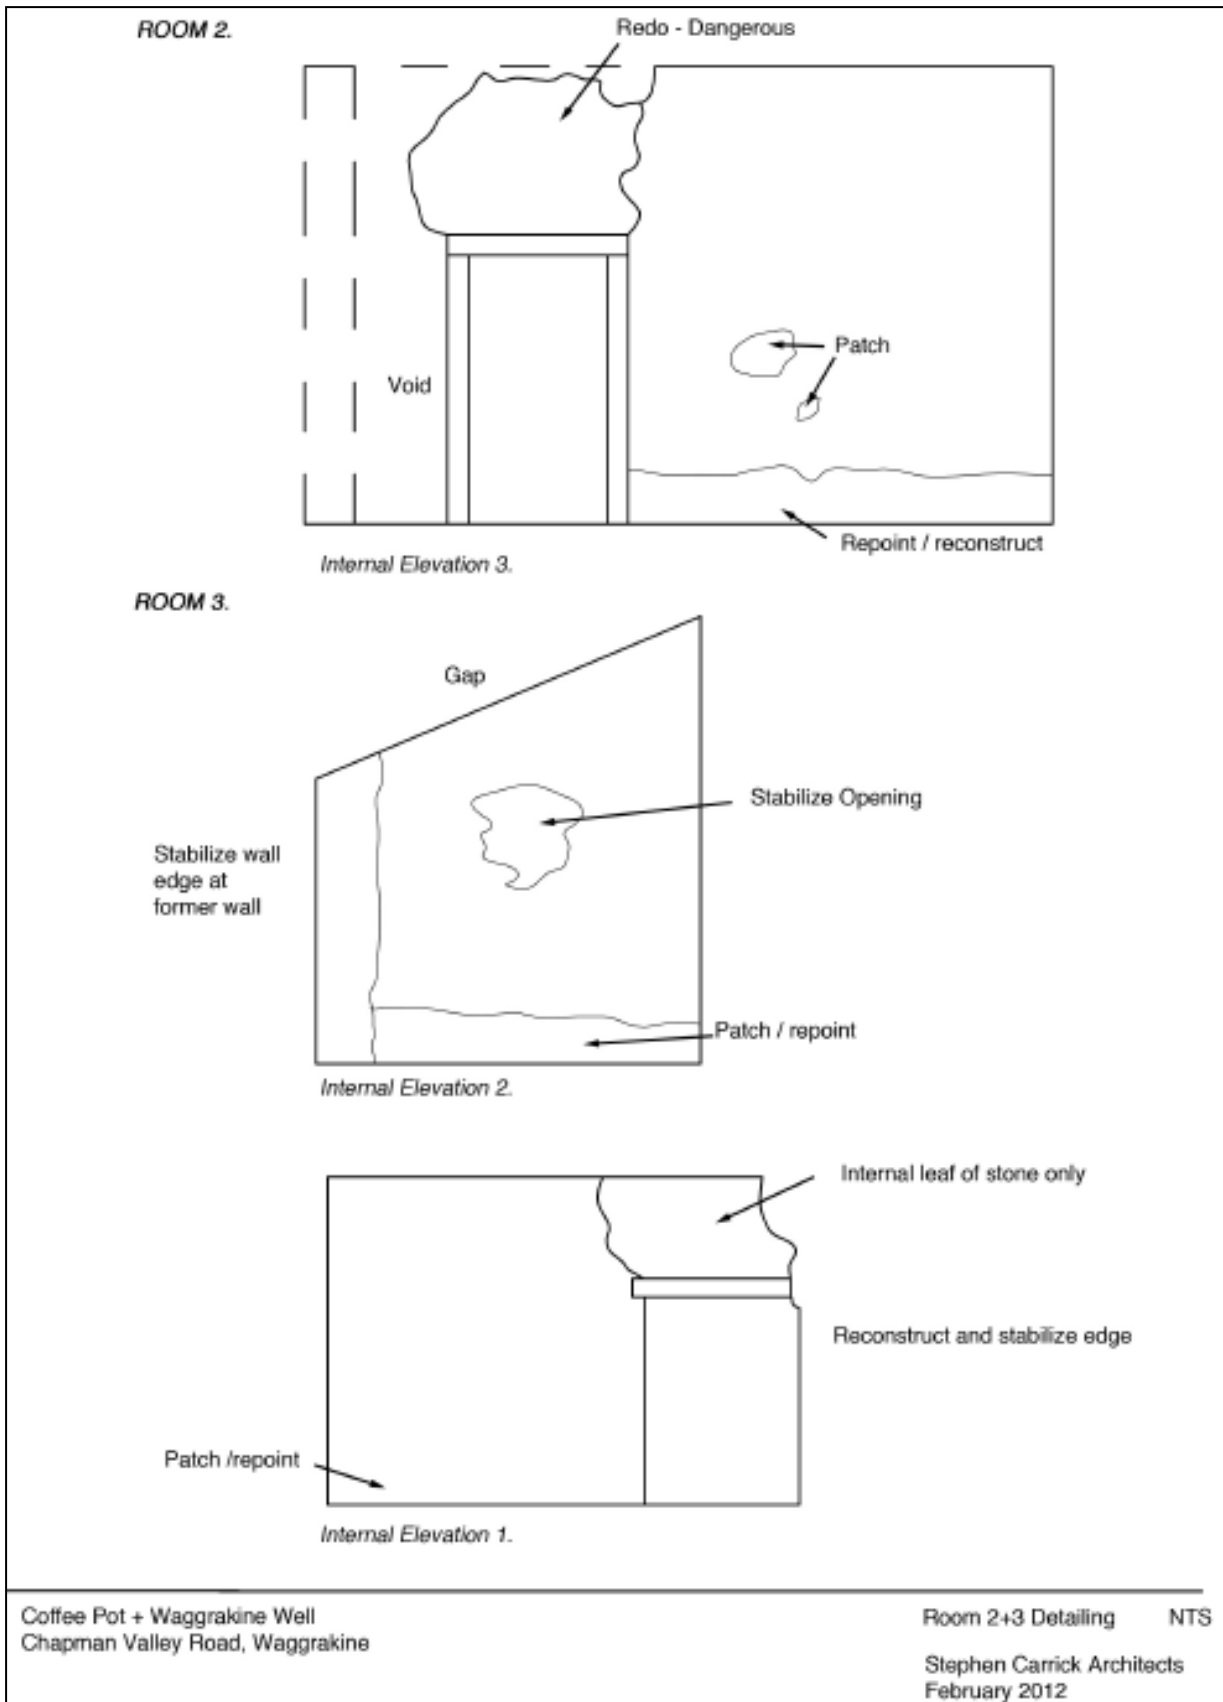 ROOM 2.
Redo - Dangerous
Patch
Void
Repoint / reconstruct
Internal Elevation 3.
ROOM 3.
Gap
Stabilize Opening
Stabilize wall
edge at
former wall
Patch / repoint
Internal Elevation 2.
Internal leaf of stone only
Reconstruct and stabilize edge
Patch /repoint
Internal Elevation 1.
Coffee Pot + Waggrakine Well
Chapman Valley Road, Waggrakine
Room 2+3 Detailing NTS
Stephen Carrick Architects
February 2012